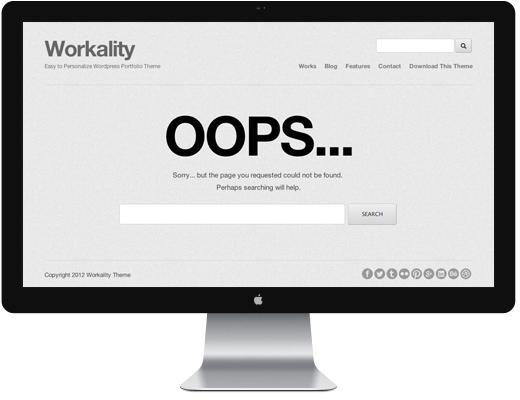 Workality
Easy to Personalize Wordpress Portfolio Theme
Works Blog Features Contact Download This Theme
OOPS...
Sorry... but the page you requested could not be found.
Perhaps searching will help.
SEARCH
Copyright 2012 Workality Theme